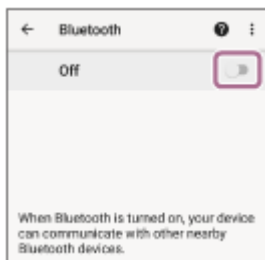 Bluetooth
Off
When Bluetooth is turned on, your device
can communicate with other nearby
Bluetooth devices.